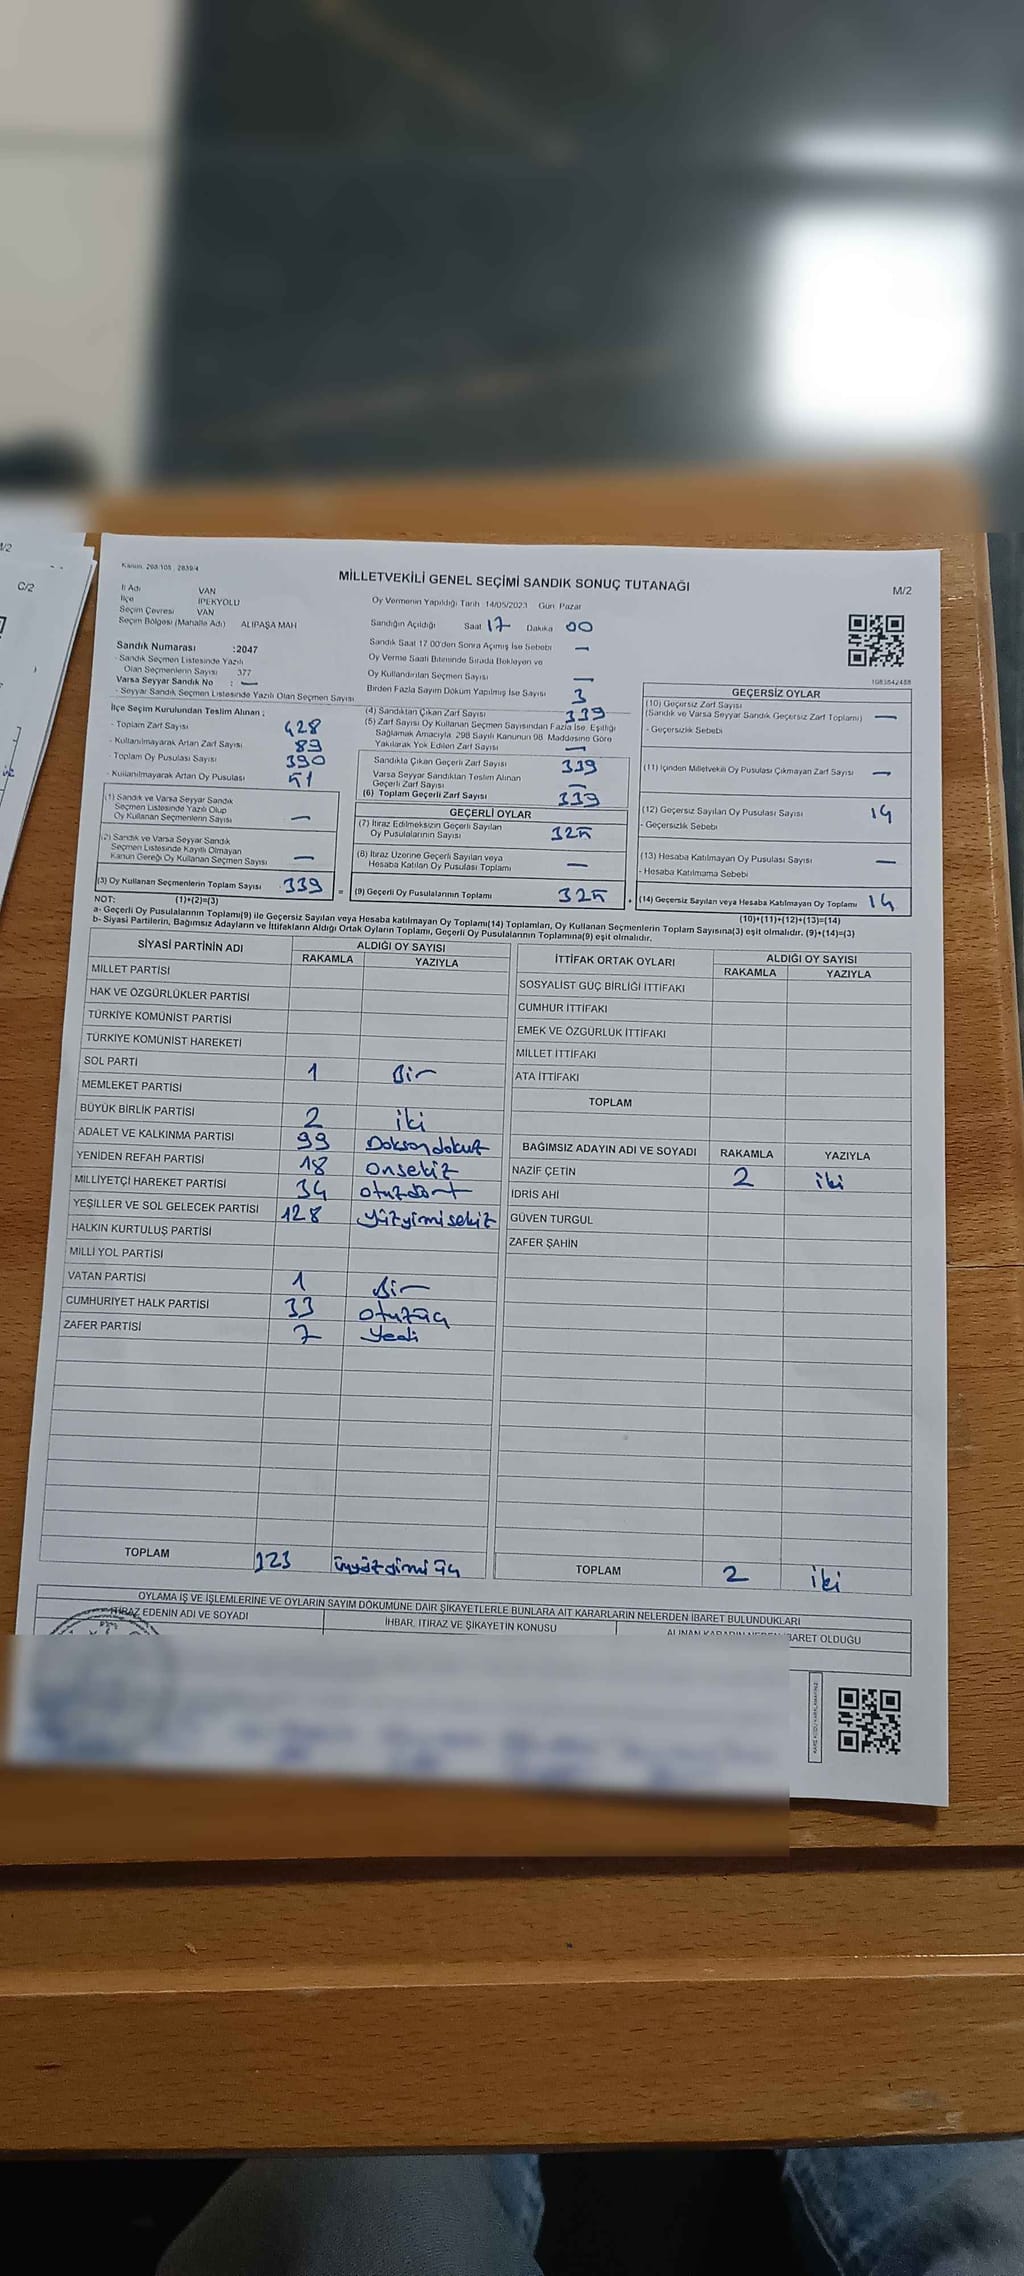 M/2
C/2
Kanun: 298/105 , 2839/4
MİLLETVEKİLİ GENEL SEÇİMİ SANDIK SONUÇ TUTANAĞI
M/2
İl Adı VAN
İlçe İPEKYOLU
Seçim Çevresi VAN
Seçim Bölgesi (Mahalle Adı) ALİPAŞA MAH
Oy Vermenin Yapıldığı Tarih 14/05/2023 Gün Pazar
Sandığın Açıldığı Saat 17 Dakika 00
Sandık Saat 17 00'den Sonra Açımış İse Sebebi —
Oy Verme Saati Bitiminde Sırada Bekleyen ve
Oy Kullandırılan Seçmen Sayısı —
Birden Fazla Sayım Döküm Yapılmış İse Sayısı 3
Sandık Numarası :2047
- Sandık Seçmen Listesinde Yazılı
Olan Seçmenlerin Sayısı 377
Varsa Seyyar Sandık No : —
- Seyyar Sandık Seçmen Listesinde Yazılı Olan Seçmen Sayısı
İlçe Seçim Kurulundan Teslim Alınan ;
- Toplam Zarf Sayısı 428
- Kullanılmayarak Artan Zarf Sayısı 89
- Toplam Oy Pusulası Sayısı 390
- Kullanılmayarak Artan Oy Pusulası 51
(1) Sandık ve Varsa Seyyar Sandık
Seçmen Listesinde Yazılı Olup
Oy Kullanan Seçmenlerin Sayısı —
(2) Sandık ve Varsa Seyyar Sandık
Seçmen Listesinde Kayıtlı Olmayan
Kanun Gereği Oy Kullanan Seçmen Sayısı —
(3) Oy Kullanan Seçmenlerin Toplam Sayısı 339
(1)+(2)=(3)
(4) Sandıktan Çıkan Zarf Sayısı 339
(5) Zarf Sayısı Oy Kullanan Seçmen Sayısından Fazla İse, Eşitliği
Sağlamak Amacıyla 298 Sayılı Kanunun 98. Maddesine Göre
Yakılarak Yok Edilen Zarf Sayısı —
Sandıkta Çıkan Geçerli Zarf Sayısı 339
Varsa Seyyar Sandıktan Teslim Alınan
Geçerli Zarf Sayısı —
(6) Toplam Geçerli Zarf Sayısı 339
GEÇERLİ OYLAR
(7) İtiraz Edilmeksizin Geçerli Sayılan
Oy Pusulalarının Sayısı 325
(8) İtiraz Üzerine Geçerli Sayılan veya
Hesaba Katılan Oy Pusulası Toplamı —
= (9) Geçerli Oy Pusulalarının Toplamı 325
1083542488
GEÇERSİZ OYLAR
(10) Geçersiz Zarf Sayısı
(Sandık ve Varsa Seyyar Sandık Geçersiz Zarf Toplamı) —
- Geçersizlik Sebebi
(11) İçinden Milletvekili Oy Pusulası Çıkmayan Zarf Sayısı —
(12) Geçersiz Sayılan Oy Pusulası Sayısı 14
- Geçersizlik Sebebi
(13) Hesaba Katılmayan Oy Pusulası Sayısı —
- Hesaba Katılmama Sebebi
+ (14) Geçersiz Sayılan veya Hesaba Katılmayan Oy Toplamı 14
(10)+(11)+(12)+(13)=(14)
NOT:
a- Geçerli Oy Pusulalarının Toplamı(9) ile Geçersiz Sayılan veya Hesaba katılmayan Oy Toplamı(14) Toplamları, Oy Kullanan Seçmenlerin Toplam Sayısına(3) eşit olmalıdır. (9)+(14)=(3)
b- Siyasi Partilerin, Bağımsız Adayların ve İttifakların Aldığı Ortak Oyların Toplamı, Geçerli Oy Pusulalarının Toplamına(9) eşit olmalıdır.
SİYASİ PARTİNİN ADI ALDIĞI OY SAYISI
RAKAMLA YAZIYLA
MİLLET PARTİSİ
HAK VE ÖZGÜRLÜKLER PARTİSİ
TÜRKİYE KOMÜNİST PARTİSİ
TÜRKİYE KOMÜNİST HAREKETİ
SOL PARTİ 1 Bir
MEMLEKET PARTİSİ
BÜYÜK BİRLİK PARTİSİ 2 iki
ADALET VE KALKINMA PARTİSİ 99 Doksandokuz
YENİDEN REFAH PARTİSİ 18 onsekiz
MİLLİYETÇİ HAREKET PARTİSİ 34 otuzdört
YEŞİLLER VE SOL GELECEK PARTİSİ 128 yüzyirmisekiz
HALKIN KURTULUŞ PARTİSİ
MİLLİ YOL PARTİSİ
VATAN PARTİSİ 1 Bir
CUMHURİYET HALK PARTİSİ 33 otuzüç
ZAFER PARTİSİ 7 Yedi
TOPLAM 323 üçyüzyirmi üç
İTTİFAK ORTAK OYLARI ALDIĞI OY SAYISI
RAKAMLA YAZIYLA
SOSYALİST GÜÇ BİRLİĞİ İTTİFAKI
CUMHUR İTTİFAKI
EMEK VE ÖZGÜRLÜK İTTİFAKI
MİLLET İTTİFAKI
ATA İTTİFAKI
TOPLAM
BAĞIMSIZ ADAYIN ADI VE SOYADI RAKAMLA YAZIYLA
NAZİF ÇETİN 2 iki
İDRİS AHİ
GÜVEN TURGUL
ZAFER ŞAHİN
TOPLAM 2 iki
OYLAMA İŞ VE İŞLEMLERİNE VE OYLARIN SAYIM DÖKÜMÜNE DAİR ŞİKAYETLERLE BUNLARA AİT KARARLARIN NELERDEN İBARET BULUNDUKLARI
İTİRAZ EDENİN ADI VE SOYADI İHBAR, İTİRAZ VE ŞİKAYETİN KONUSU ALINAN KARARIN NEDEN İBARET OLDUĞU